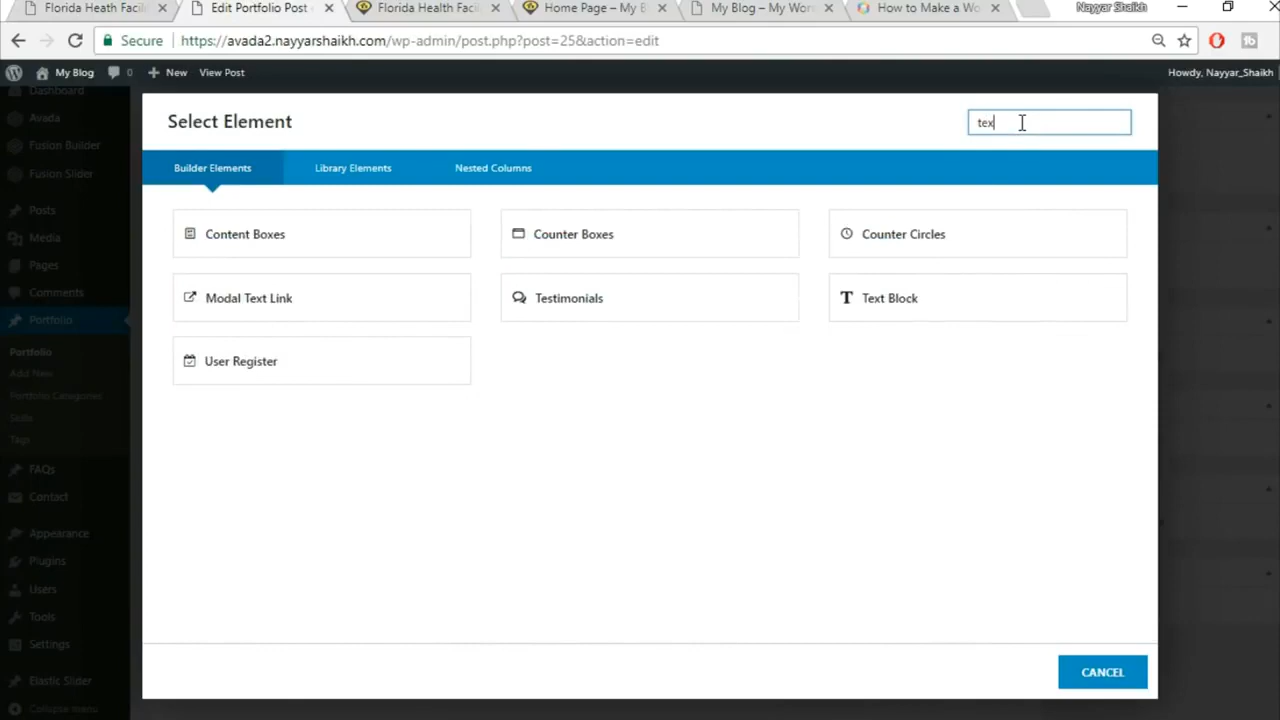 Florida Heath Facil
Edit Portfolio Post
Florida Health Faci
Home Page – My B
My Blog – My Wor
How to Make a Wo
Nayyar Shaikh
Secure
https://avada2.nayyarshaikh.com/wp-admin/post.php?post=25&action=edit
My Blog
0
New
View Post
Howdy, Nayyar_Shaikh
Dashboard
Avada
Fusion Builder
Fusion Slider
Posts
Media
Pages
Comments
Portfolio
Portfolio
Add New
Portfolio Categories
Skills
Tags
FAQs
Contact
Appearance
Plugins
Users
Tools
Settings
Elastic Slider
Collapse menu
Select Element
tex
Builder Elements
Library Elements
Nested Columns
Content Boxes
Counter Boxes
Counter Circles
Modal Text Link
Testimonials
Text Block
User Register
CANCEL